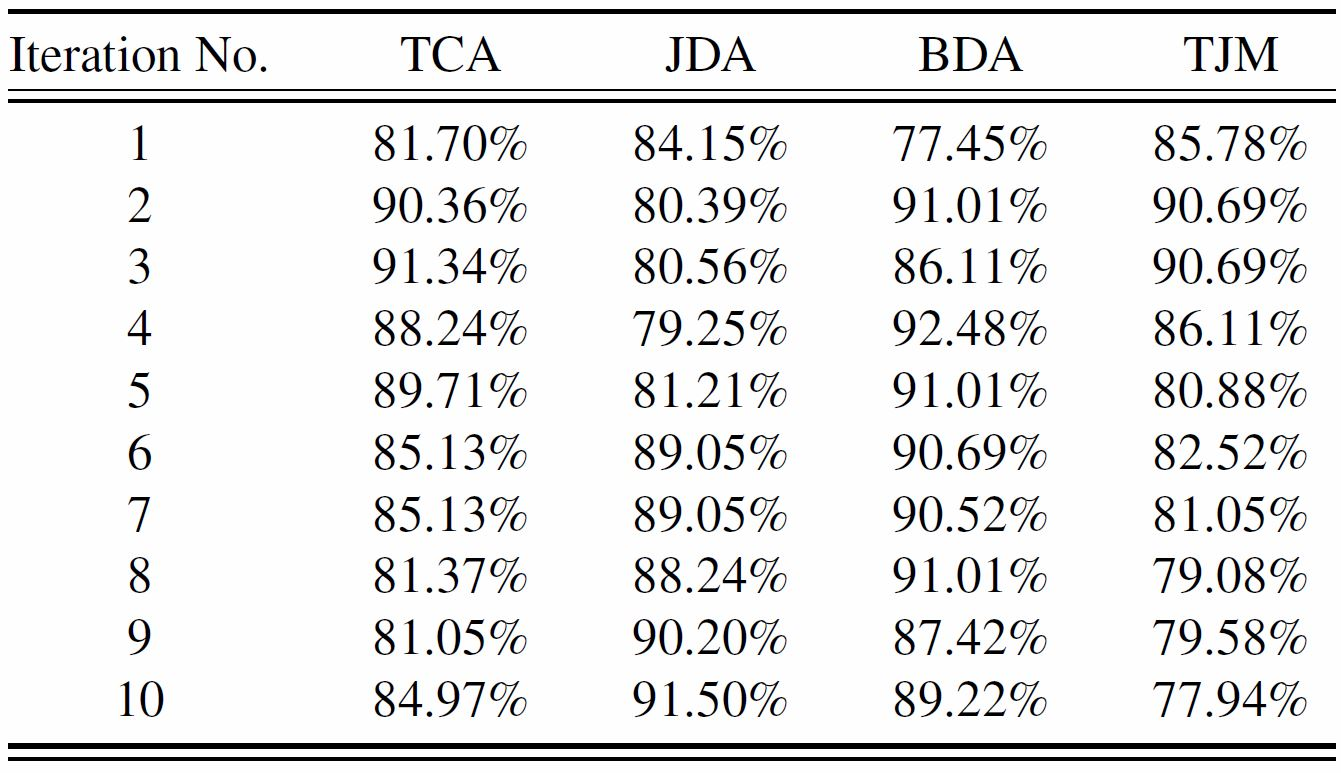 Iteration No. TCA JDA BDA TJM
1 81.70% 84.15% 77.45% 85.78%
2 90.36% 80.39% 91.01% 90.69%
3 91.34% 80.56% 86.11% 90.69%
4 88.24% 79.25% 92.48% 86.11%
5 89.71% 81.21% 91.01% 80.88%
6 85.13% 89.05% 90.69% 82.52%
7 85.13% 89.05% 90.52% 81.05%
8 81.37% 88.24% 91.01% 79.08%
9 81.05% 90.20% 87.42% 79.58%
10 84.97% 91.50% 89.22% 77.94%